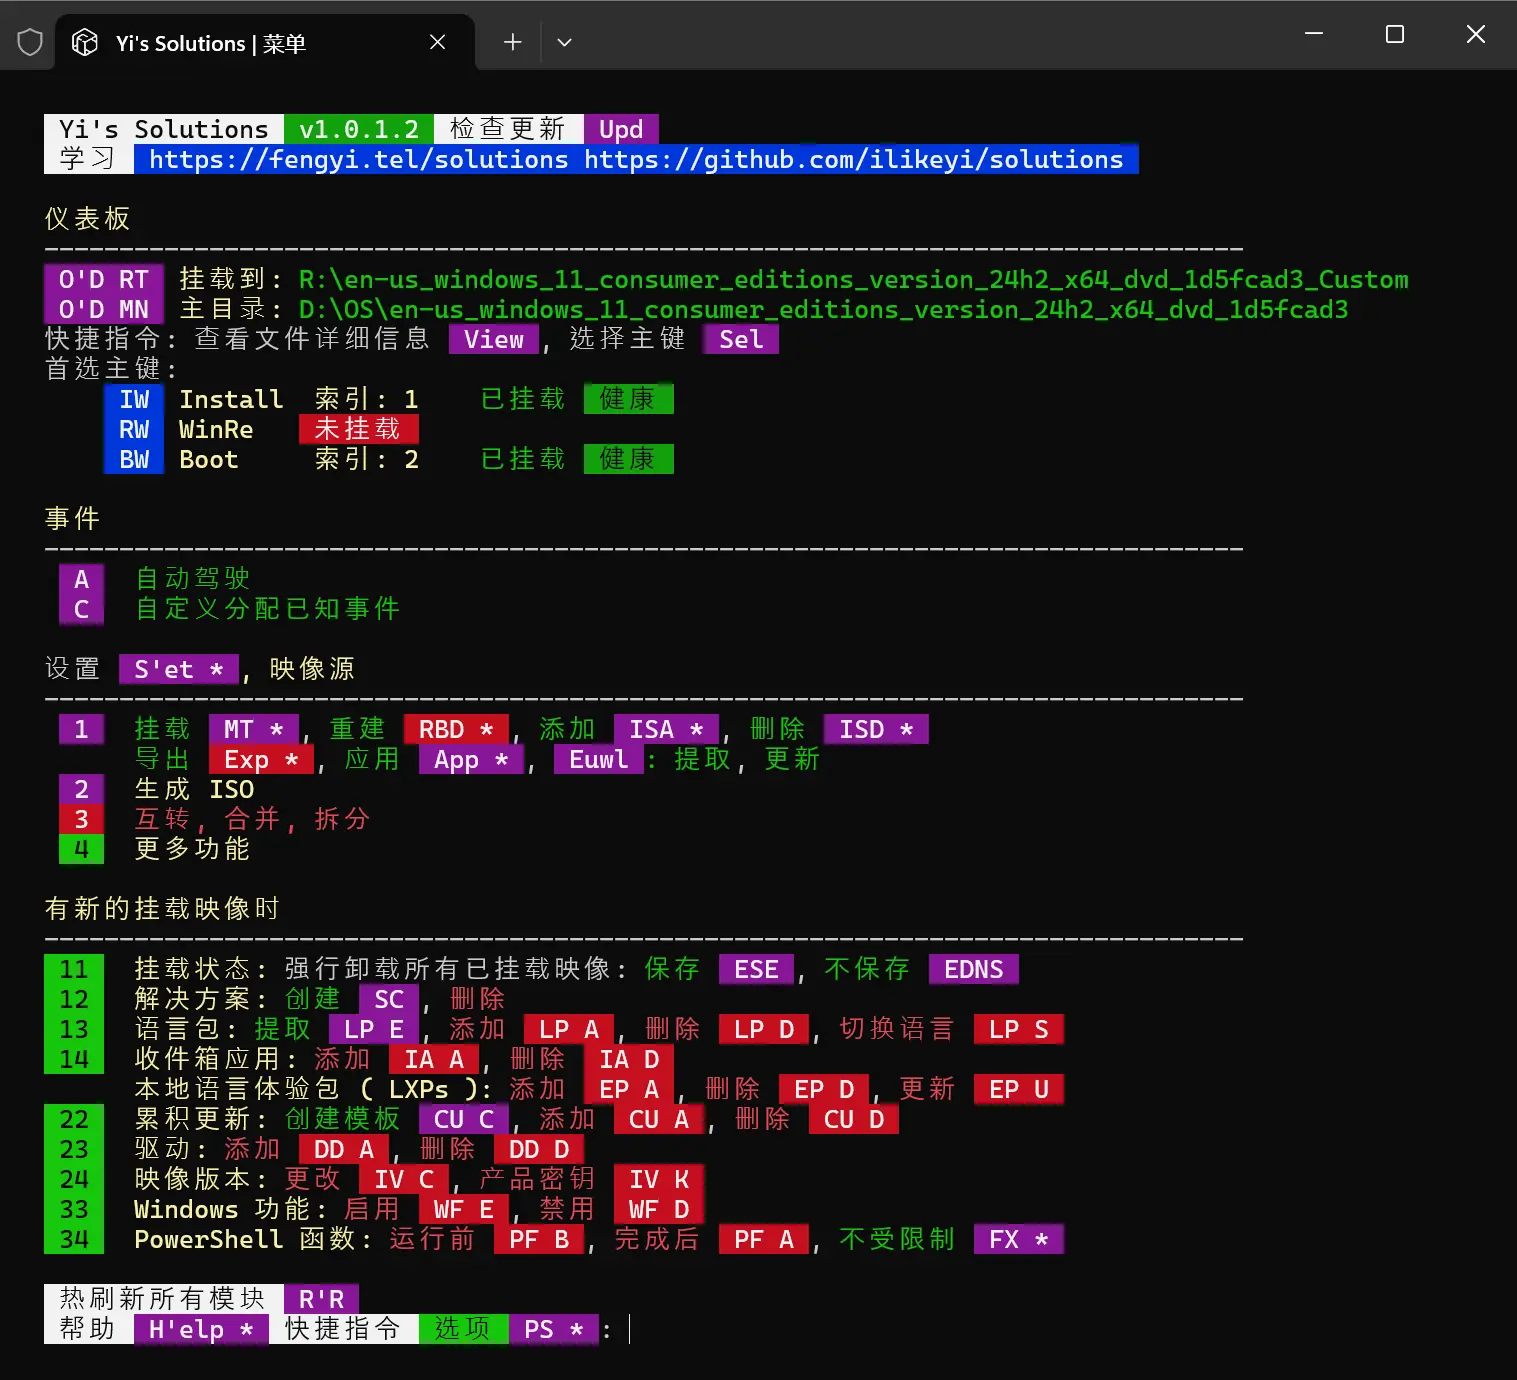 Yi's Solutions | 菜单
Yi's Solutions v1.0.1.2 检查更新 Upd
学习 https://fengyi.tel/solutions https://github.com/ilikeyi/solutions
仪表板
--------------------------------------------------------------------------------
O'D RT 挂载到: R:\en-us_windows_11_consumer_editions_version_24h2_x64_dvd_1d5fcad3_Custom
O'D MN 主目录: D:\OS\en-us_windows_11_consumer_editions_version_24h2_x64_dvd_1d5fcad3
快捷指令: 查看文件详细信息 View, 选择主键 Sel
首选主键:
IW Install 索引: 1 已挂载 健康
RW WinRe 未挂载
BW Boot 索引: 2 已挂载 健康
事件
--------------------------------------------------------------------------------
A 自动驾驶
C 自定义分配已知事件
设置 S'et *, 映像源
--------------------------------------------------------------------------------
1 挂载 MT *, 重建 RBD *, 添加 ISA *, 删除 ISD *
导出 Exp *, 应用 App *, Euwl: 提取, 更新
2 生成 ISO
3 互转, 合并, 拆分
4 更多功能
有新的挂载映像时
--------------------------------------------------------------------------------
11 挂载状态: 强行卸载所有已挂载映像: 保存 ESE, 不保存 EDNS
12 解决方案: 创建 SC, 删除
13 语言包: 提取 LP E, 添加 LP A, 删除 LP D, 切换语言 LP S
14 收件箱应用: 添加 IA A, 删除 IA D
本地语言体验包 ( LXPs ): 添加 EP A, 删除 EP D, 更新 EP U
22 累积更新: 创建模板 CU C, 添加 CU A, 删除 CU D
23 驱动: 添加 DD A, 删除 DD D
24 映像版本: 更改 IV C, 产品密钥 IV K
33 Windows 功能: 启用 WF E, 禁用 WF D
34 PowerShell 函数: 运行前 PF B, 完成后 PF A, 不受限制 FX *
热刷新所有模块 R'R
帮助 H'elp * 快捷指令 选项 PS *: